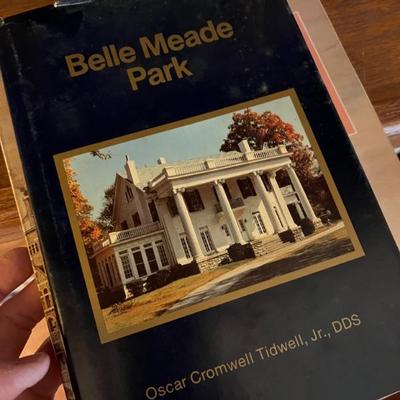 Belle Meade
Park
Oscar Cromwell Tidwell, Jr., DDS